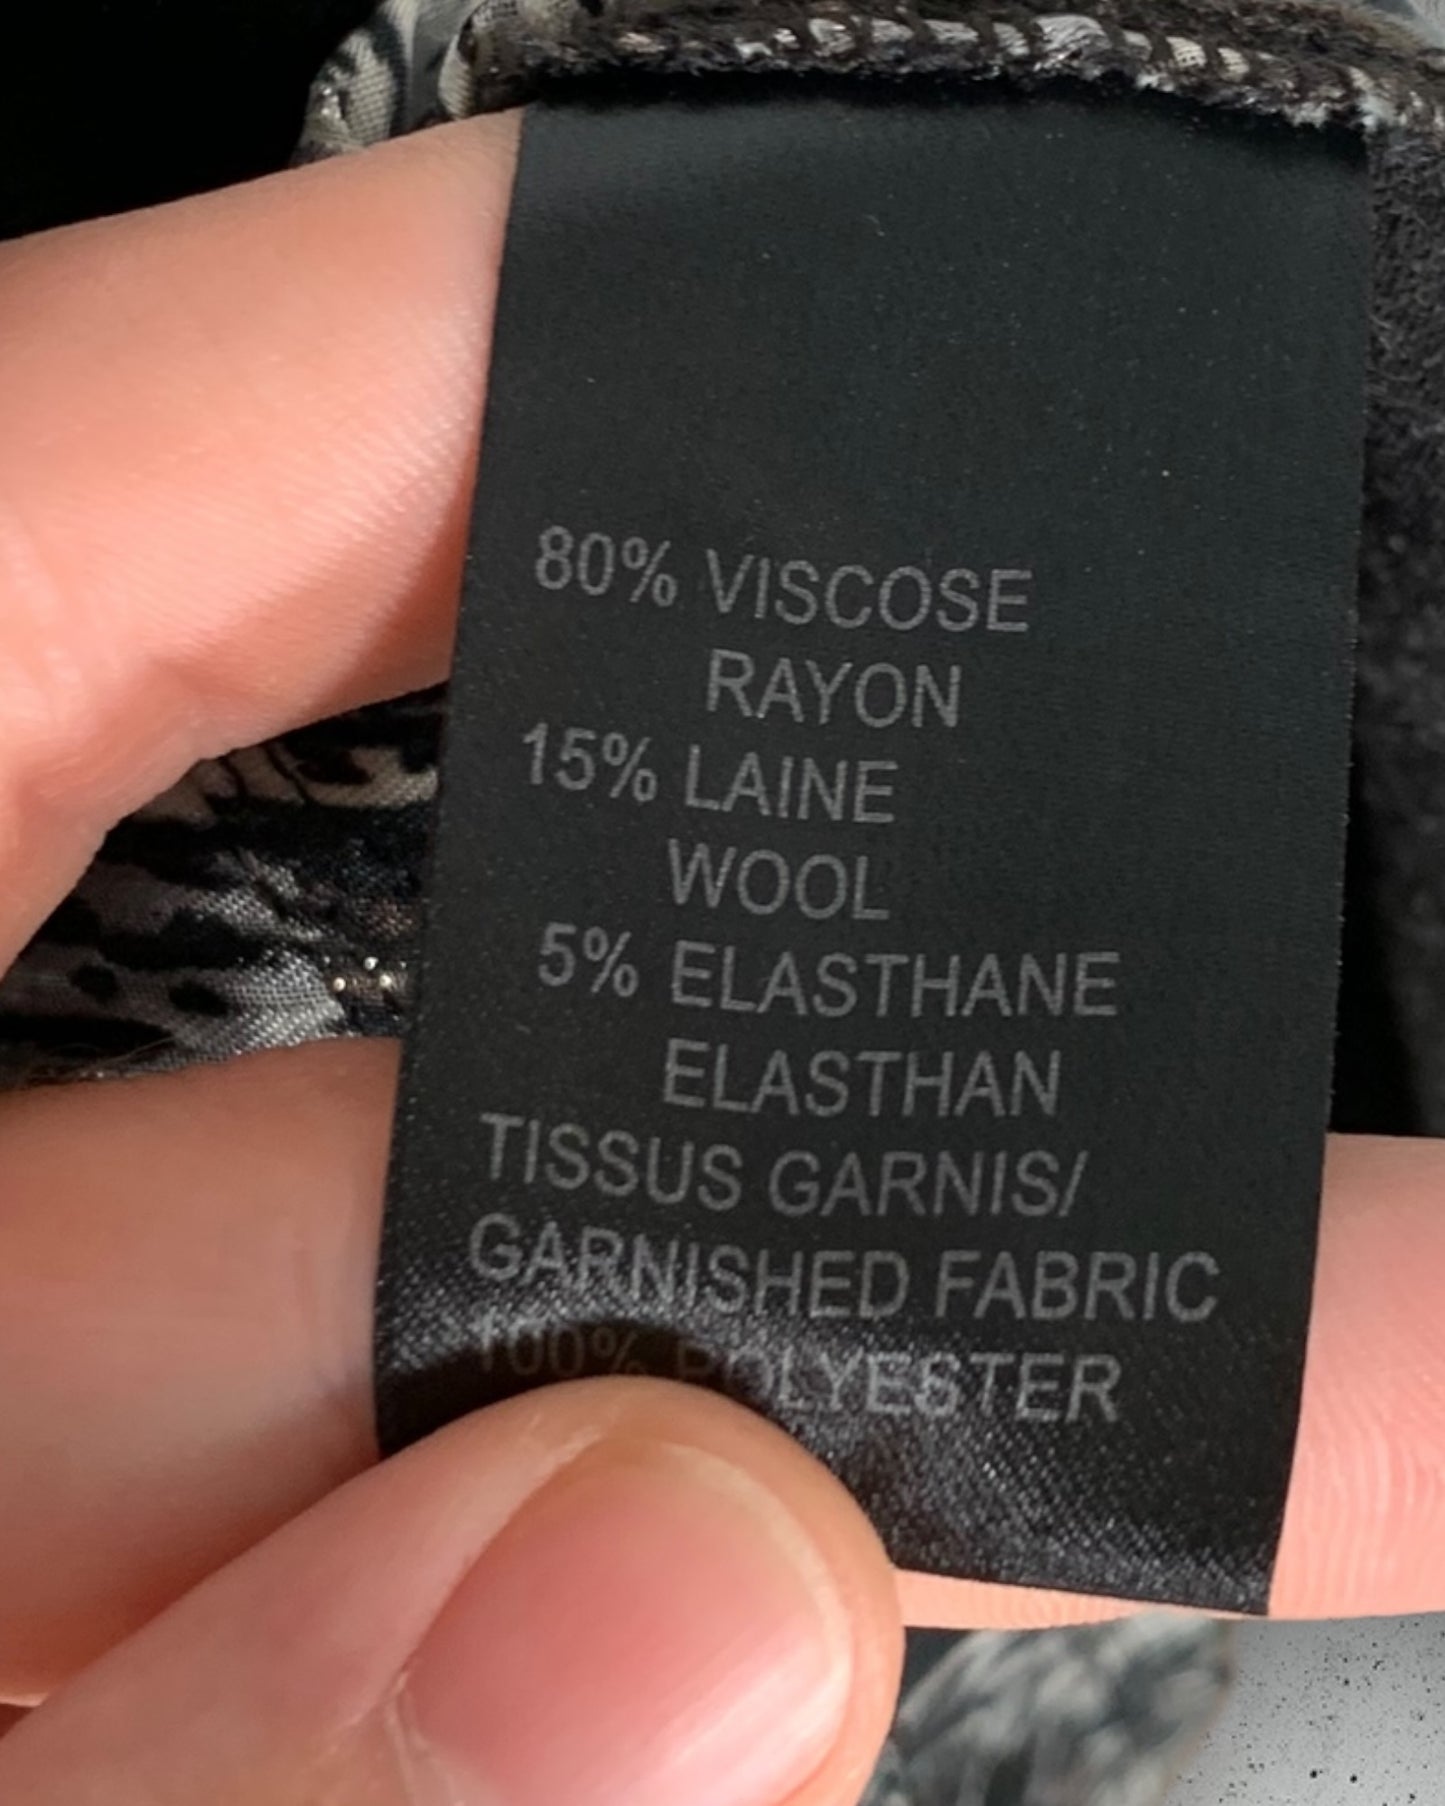 80% VISCOSE
RAYON
15% LAINE
WOOL
5% ELASTHANE
ELASTHAN
TISSUS GARNIS/
GARNISHED FABRIC
100% POLYESTER